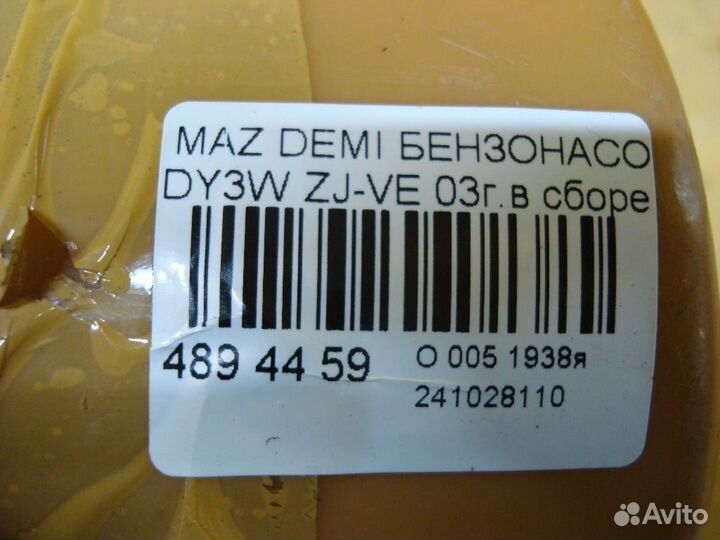 MAZ DEMI БЕНЗОНАСО
DY3W ZJ-VE 03г.в сборе
489 44 59
О 005 1938я
241028110
Avito